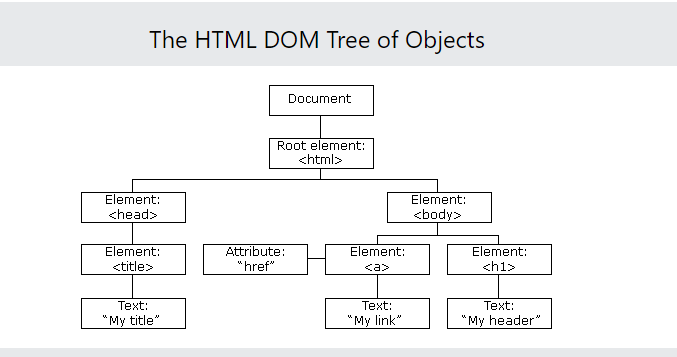 The HTML DOM Tree of Objects
Document
Root element:
<html>
Element:
<head>
Element:
<body>
Element:
<title>
Attribute:
“href”
Element:
<a>
Element:
<h1>
Text:
“My title”
Text:
“My link”
Text:
“My header”